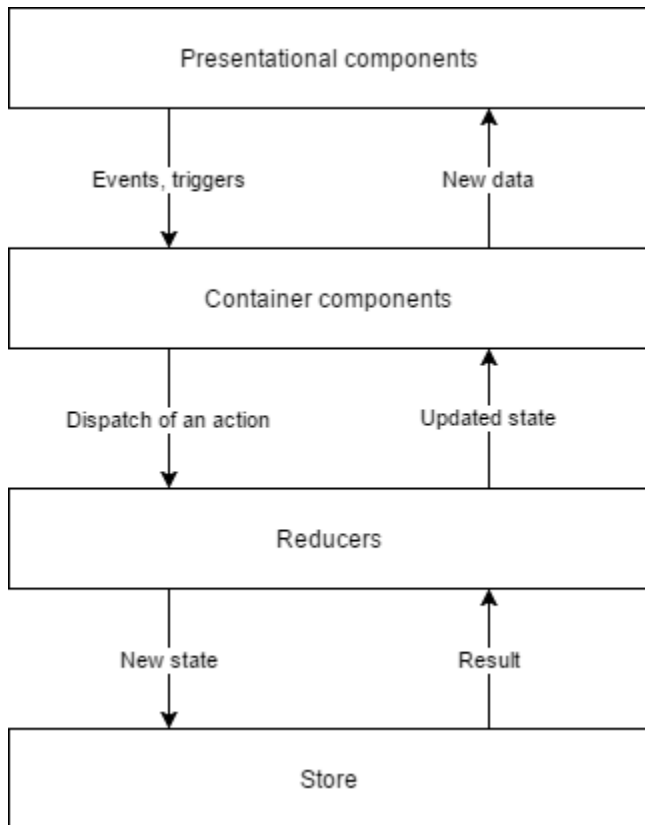 Presentational components
Events, triggers
New data
Container components
Dispatch of an action
Updated state
Reducers
New state
Result
Store